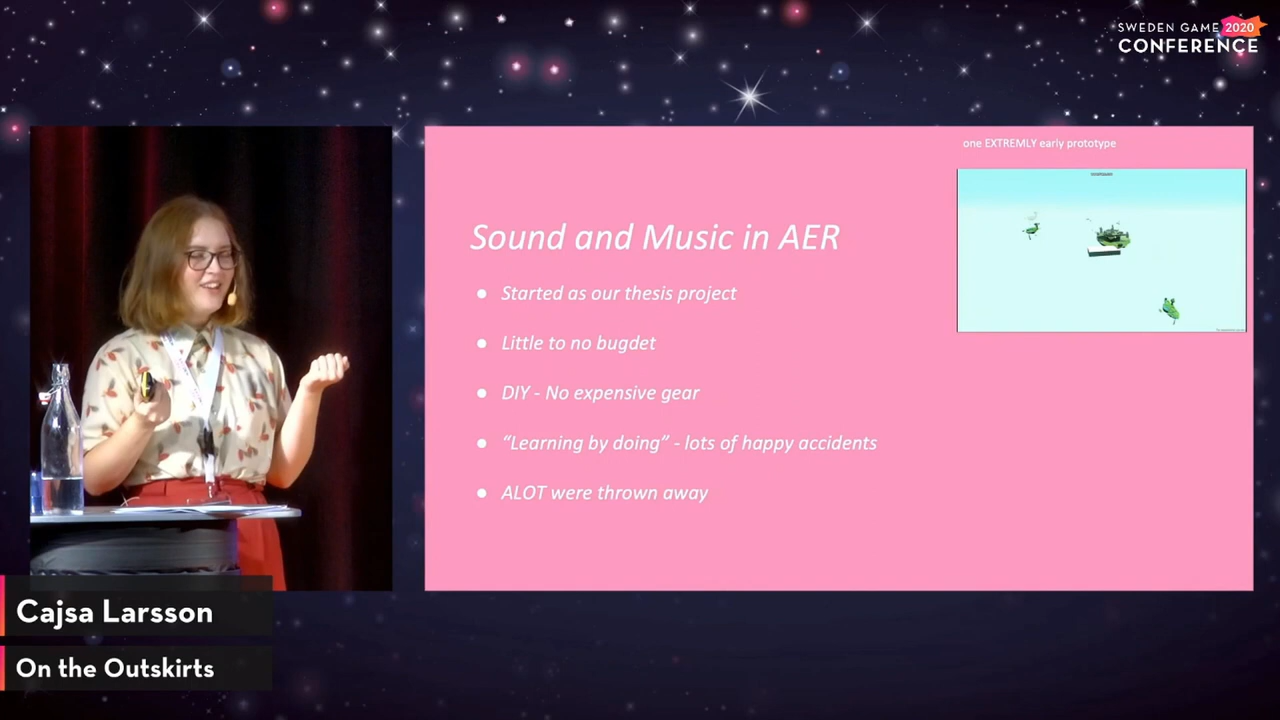 SWEDEN GAME 2020
CONFERENCE
one EXTREMLY early prototype
Sound and Music in AER
● Started as our thesis project
● Little to no bugdet
● DIY - No expensive gear
● “Learning by doing” - lots of happy accidents
● ALOT were thrown away
Cajsa Larsson
On the Outskirts